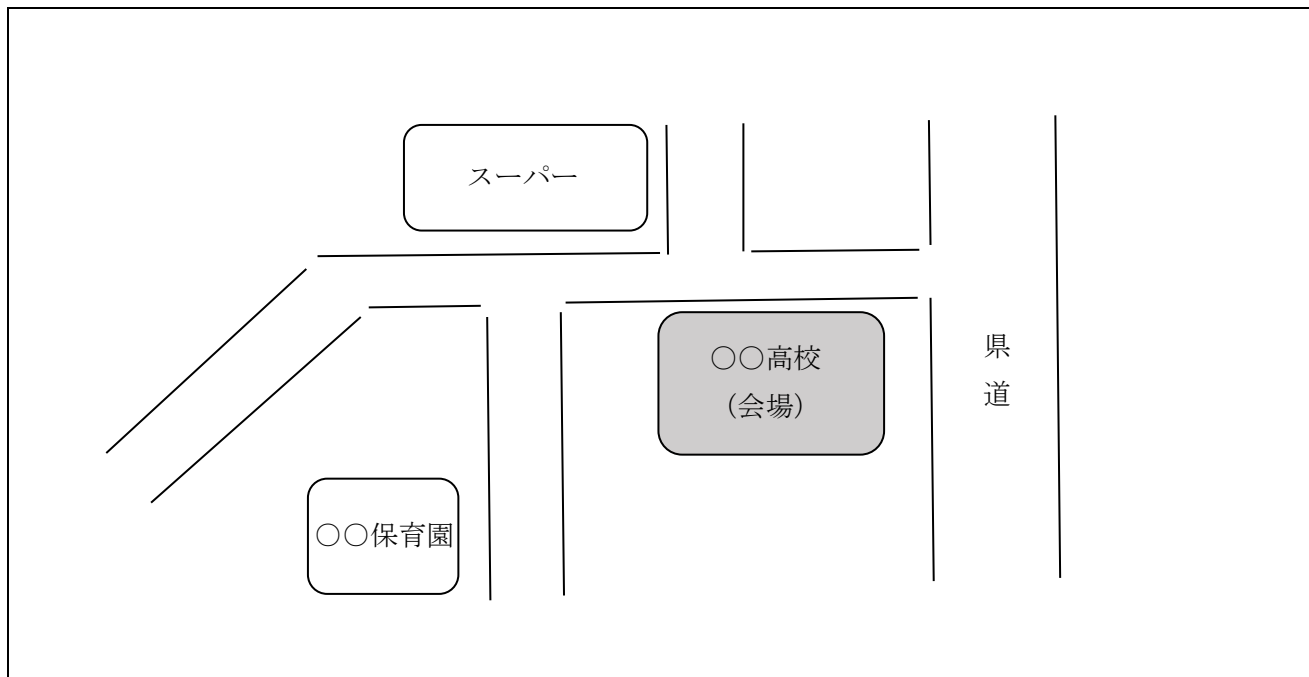 スーパー
○○高校
（会場）
県
道
○○保育園